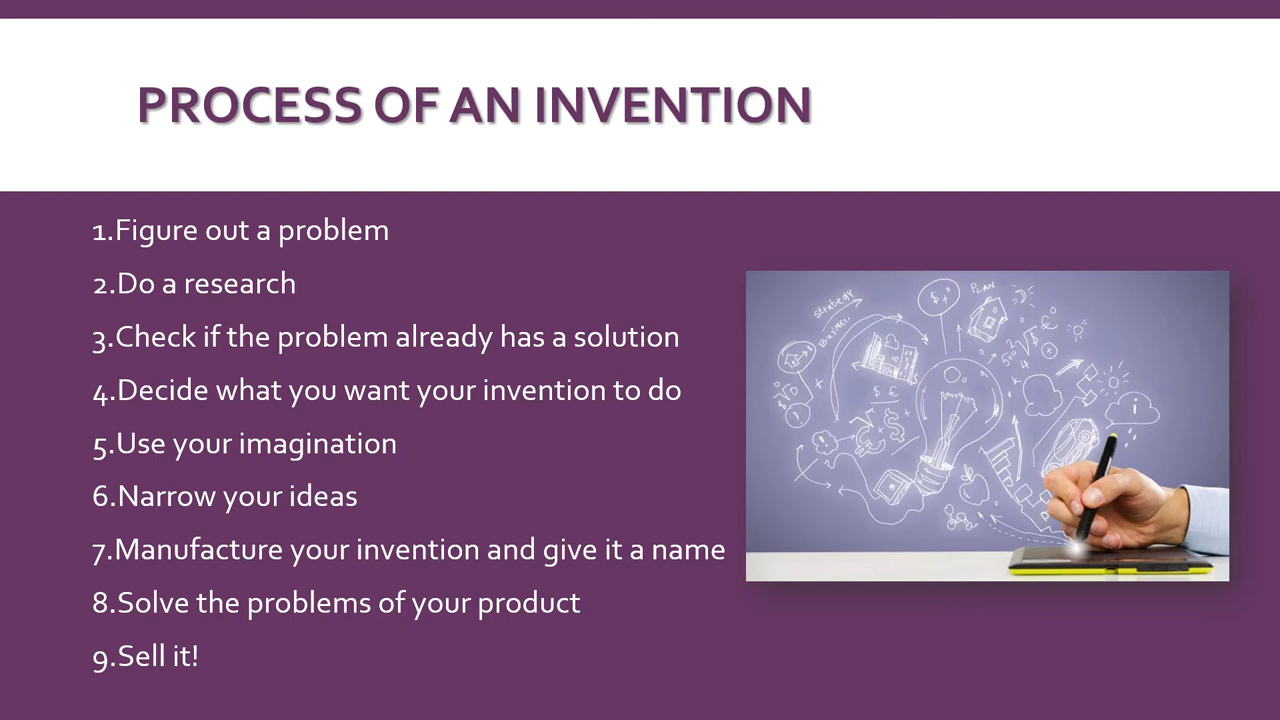 PROCESS OF AN INVENTION
1.Figure out a problem
2.Do a research
3.Check if the problem already has a solution
4.Decide what you want your invention to do
5.Use your imagination
6.Narrow your ideas
7.Manufacture your invention and give it a name
8.Solve the problems of your product
9.Sell it!
Strategy
PLAN